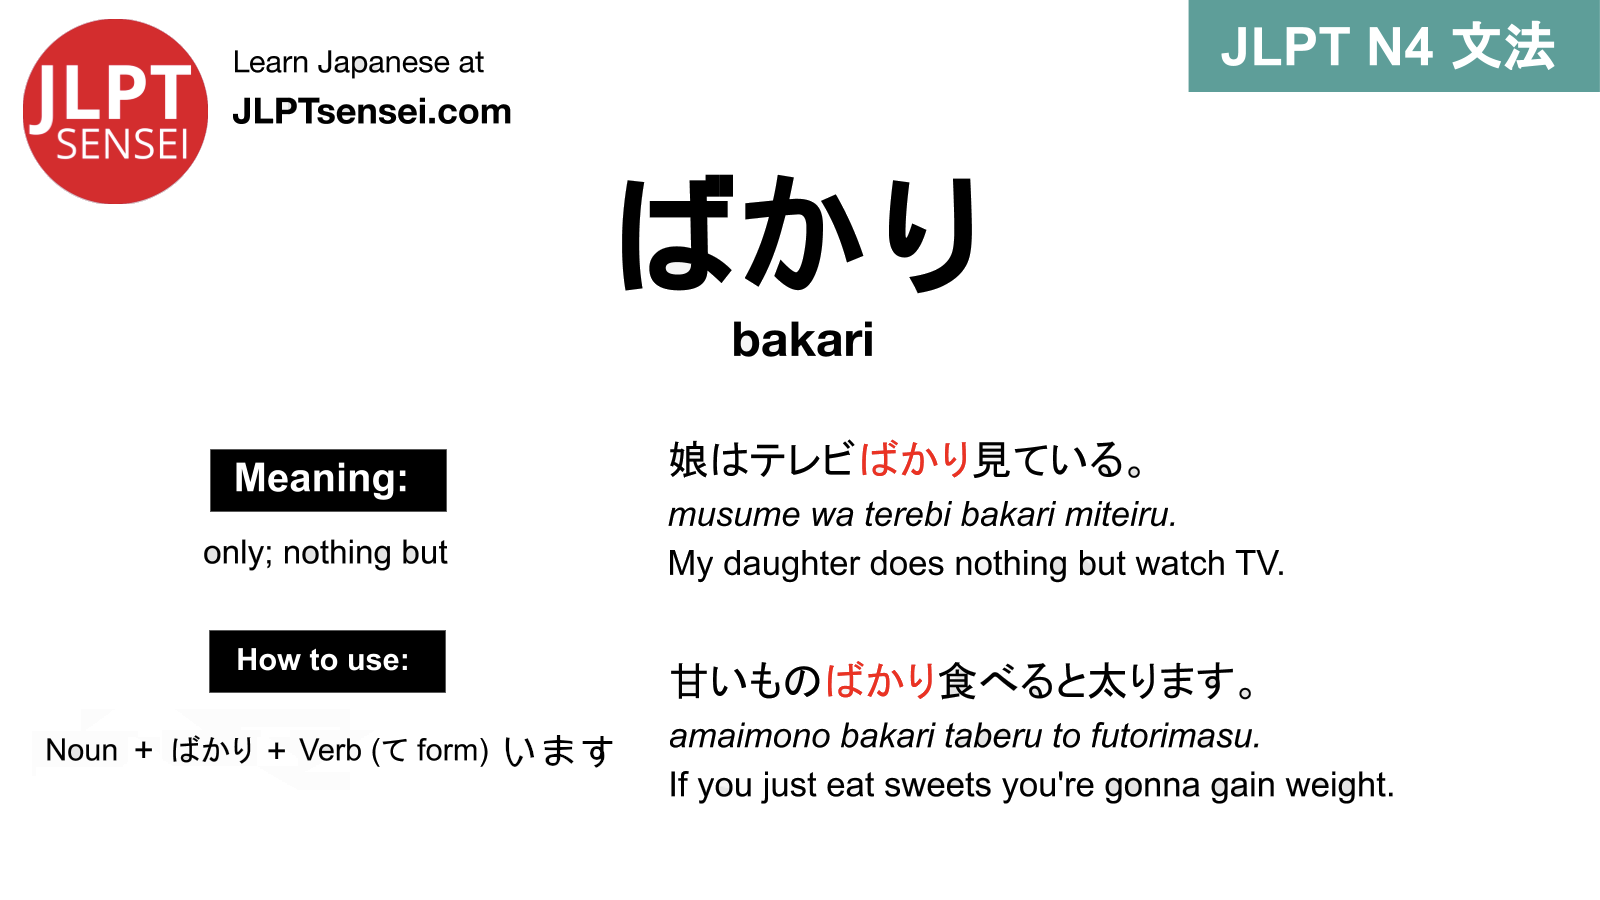 JLPT
SENSEI
Learn Japanese at
JLPTsensei.com
JLPT N4 文法
ばかり
bakari
Meaning:
only; nothing but
How to use:
Noun + ばかり + Verb (て form) います
娘はテレビばかり見ている。
musume wa terebi bakari miteiru.
My daughter does nothing but watch TV.
甘いものばかり食べると太ります。
amaimono bakari taberu to futorimasu.
If you just eat sweets you're gonna gain weight.